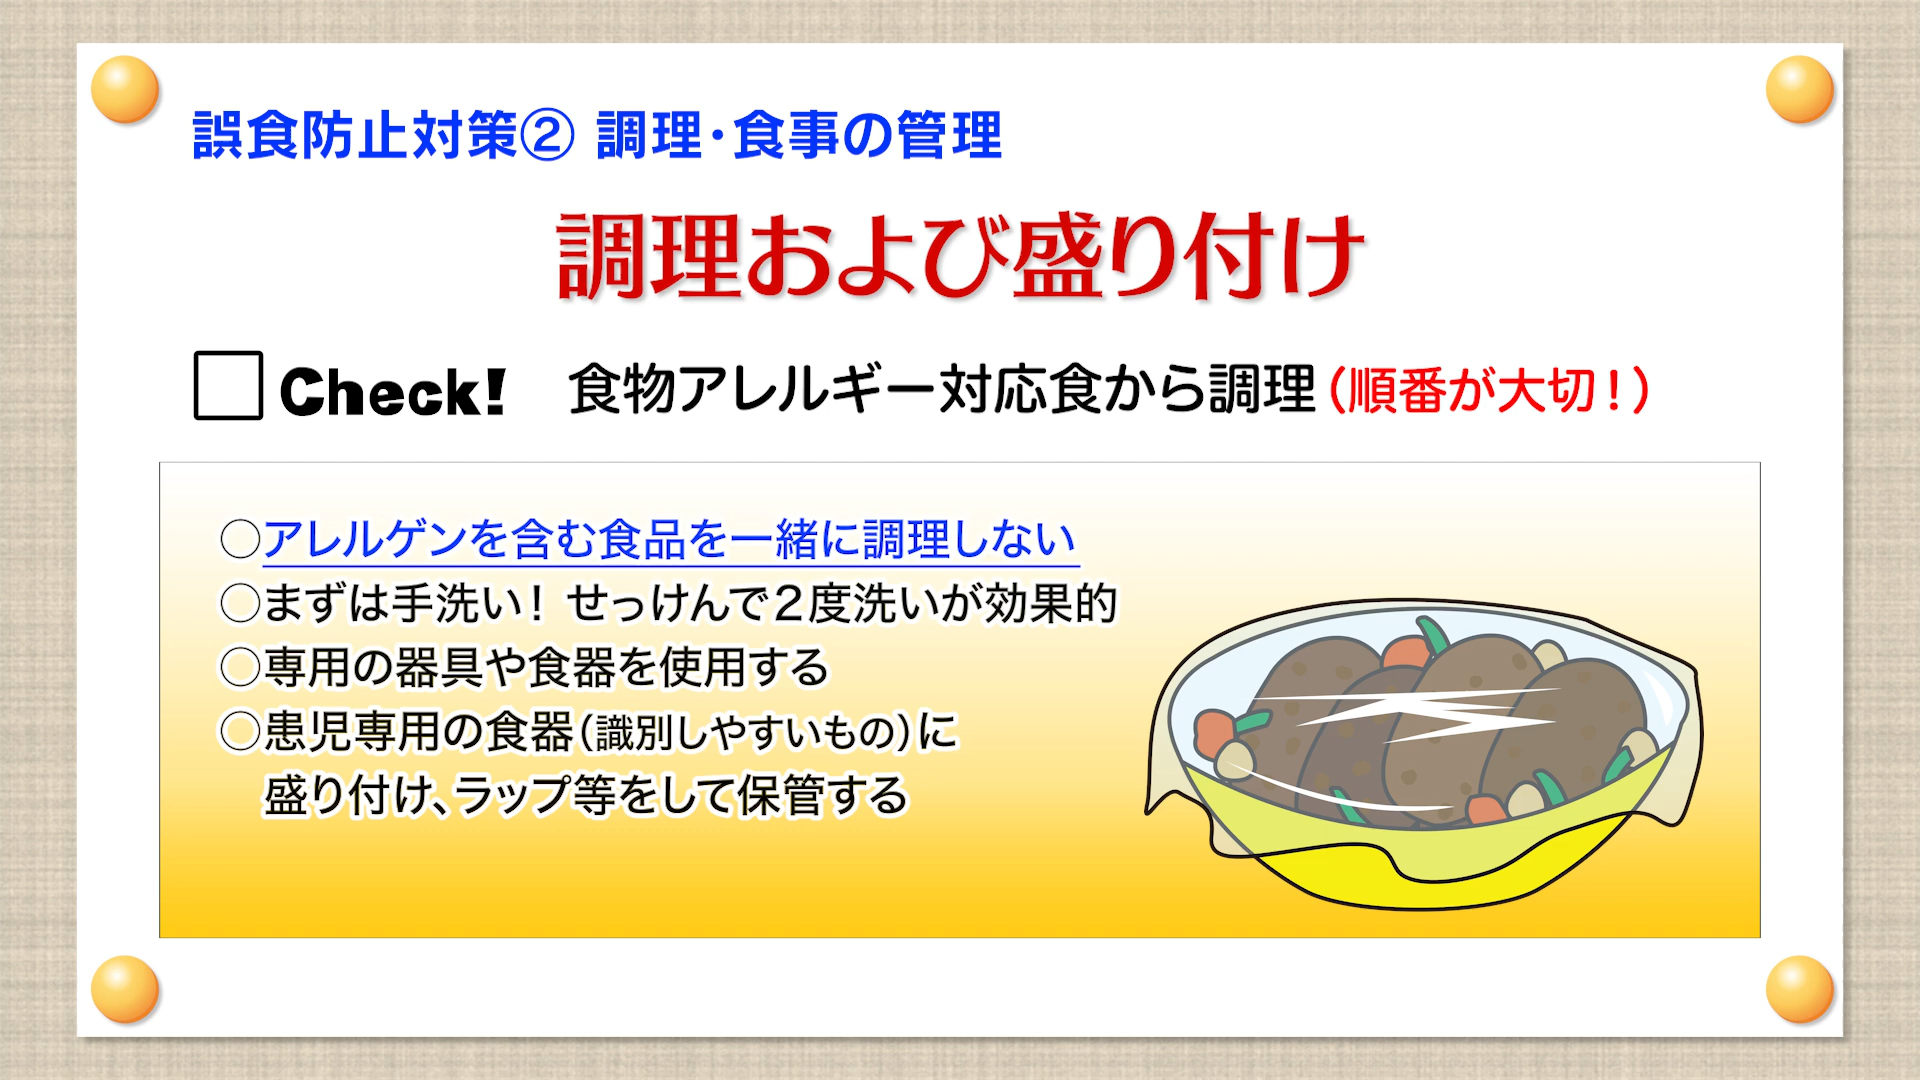 誤食防止対策② 調理・食事の管理
調理および盛り付け
Check! 食物アレルギー対応食から調理（順番が大切！）
○アレルゲンを含む食品を一緒に調理しない
○まずは手洗い！ せっけんで２度洗いが効果的
○専用の器具や食器を使用する
○患児専用の食器（識別しやすいもの）に
盛り付け、ラップ等をして保管する